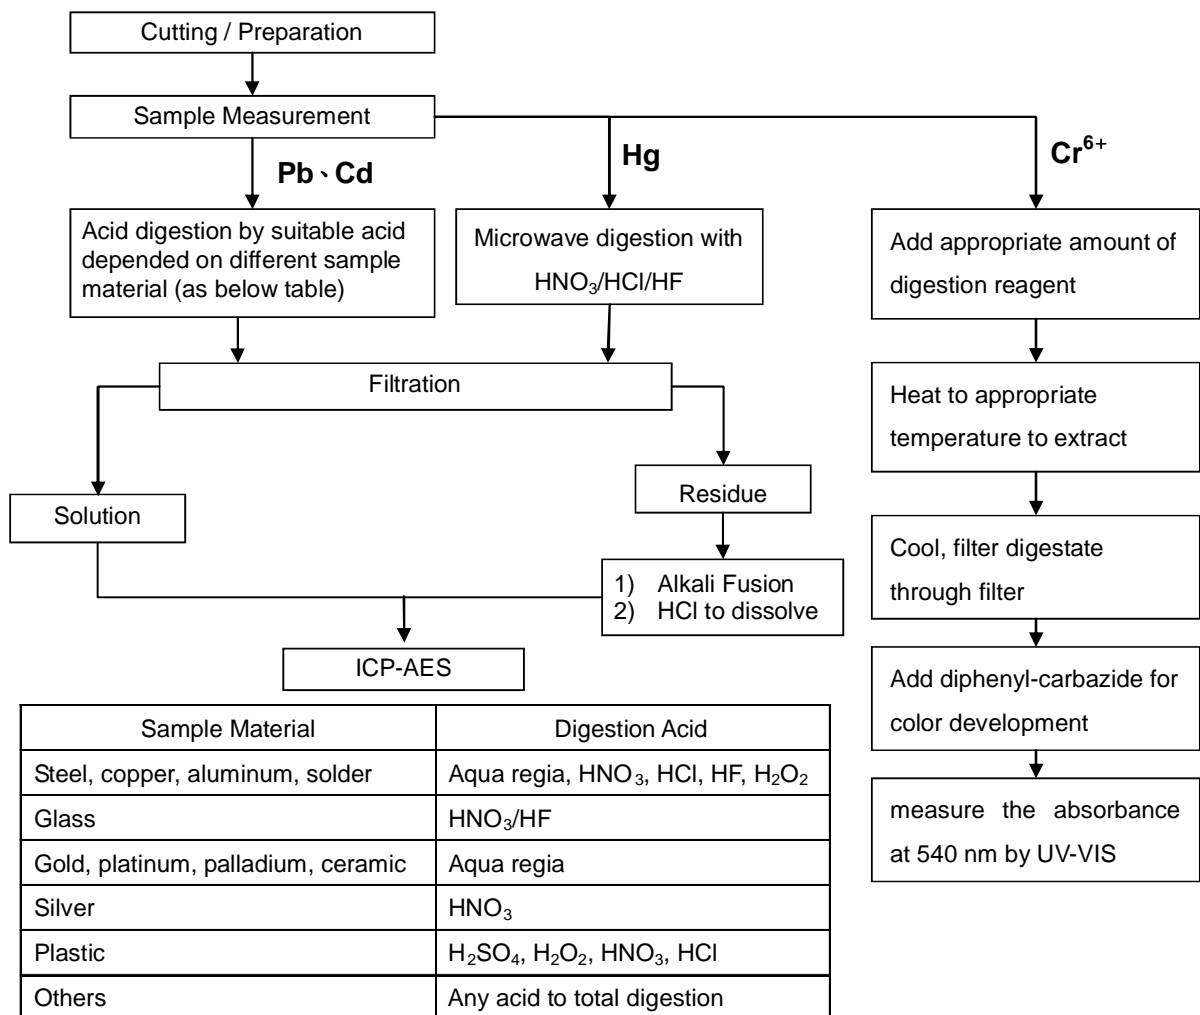 Cutting / Preparation
Sample Measurement
Pb、Cd
Hg
Cr⁶⁺
Acid digestion by suitable acid
depended on different sample
material (as below table)
Microwave digestion with
HNO₃/HCl/HF
Add appropriate amount of
digestion reagent
Filtration
Heat to appropriate
temperature to extract
Solution
Residue
1) Alkali Fusion
2) HCl to dissolve
Cool, filter digestate
through filter
ICP-AES
Add diphenyl-carbazide for
color development
measure the absorbance
at 540 nm by UV-VIS
Sample Material Digestion Acid
Steel, copper, aluminum, solder Aqua regia, HNO₃, HCl, HF, H₂O₂
Glass HNO₃/HF
Gold, platinum, palladium, ceramic Aqua regia
Silver HNO₃
Plastic H₂SO₄, H₂O₂, HNO₃, HCl
Others Any acid to total digestion